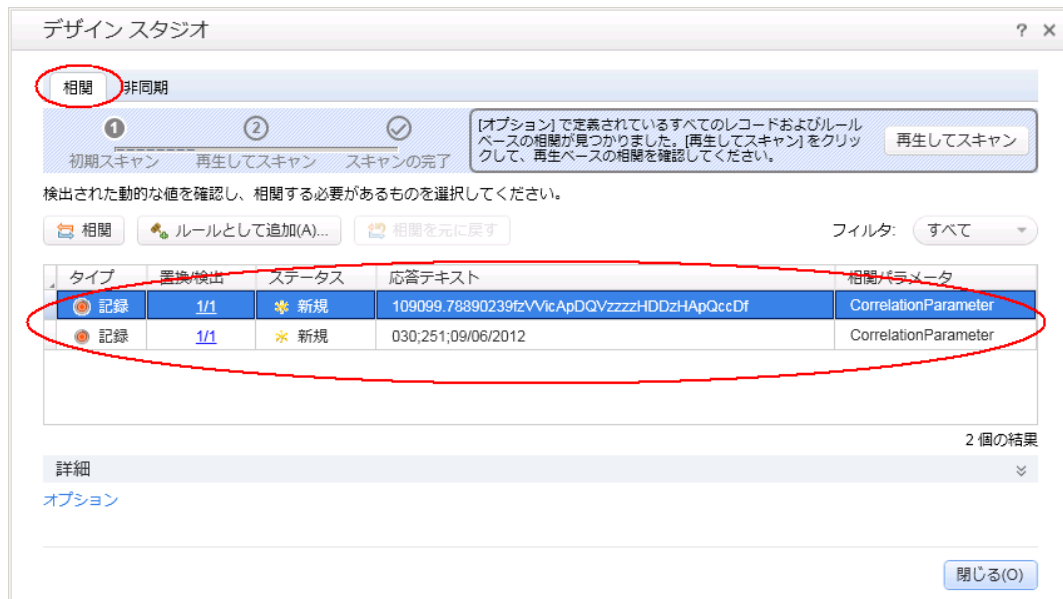 デザイン スタジオ
相関 非同期
1 2
初期スキャン 再生してスキャン スキャンの完了
[オプション] で定義されているすべてのレコードおよびルール
ベースの相関が見つかりました。[再生してスキャン] をクリッ
クして、再生ベースの相関を確認してください。
再生してスキャン
検出された動的な値を確認し、相関する必要があるものを選択してください。
相関 ルールとして追加(A)... 相関を元に戻す フィルタ: すべて
タイプ 置換/検出 ステータス 応答テキスト 相関パラメータ
記録 1/1 新規 109099.78890239fzVVicApDQVzzzzHDDzHApQccDf CorrelationParameter
記録 1/1 新規 030;251;09/06/2012 CorrelationParameter
2 個の結果
詳細
オプション
閉じる(O)